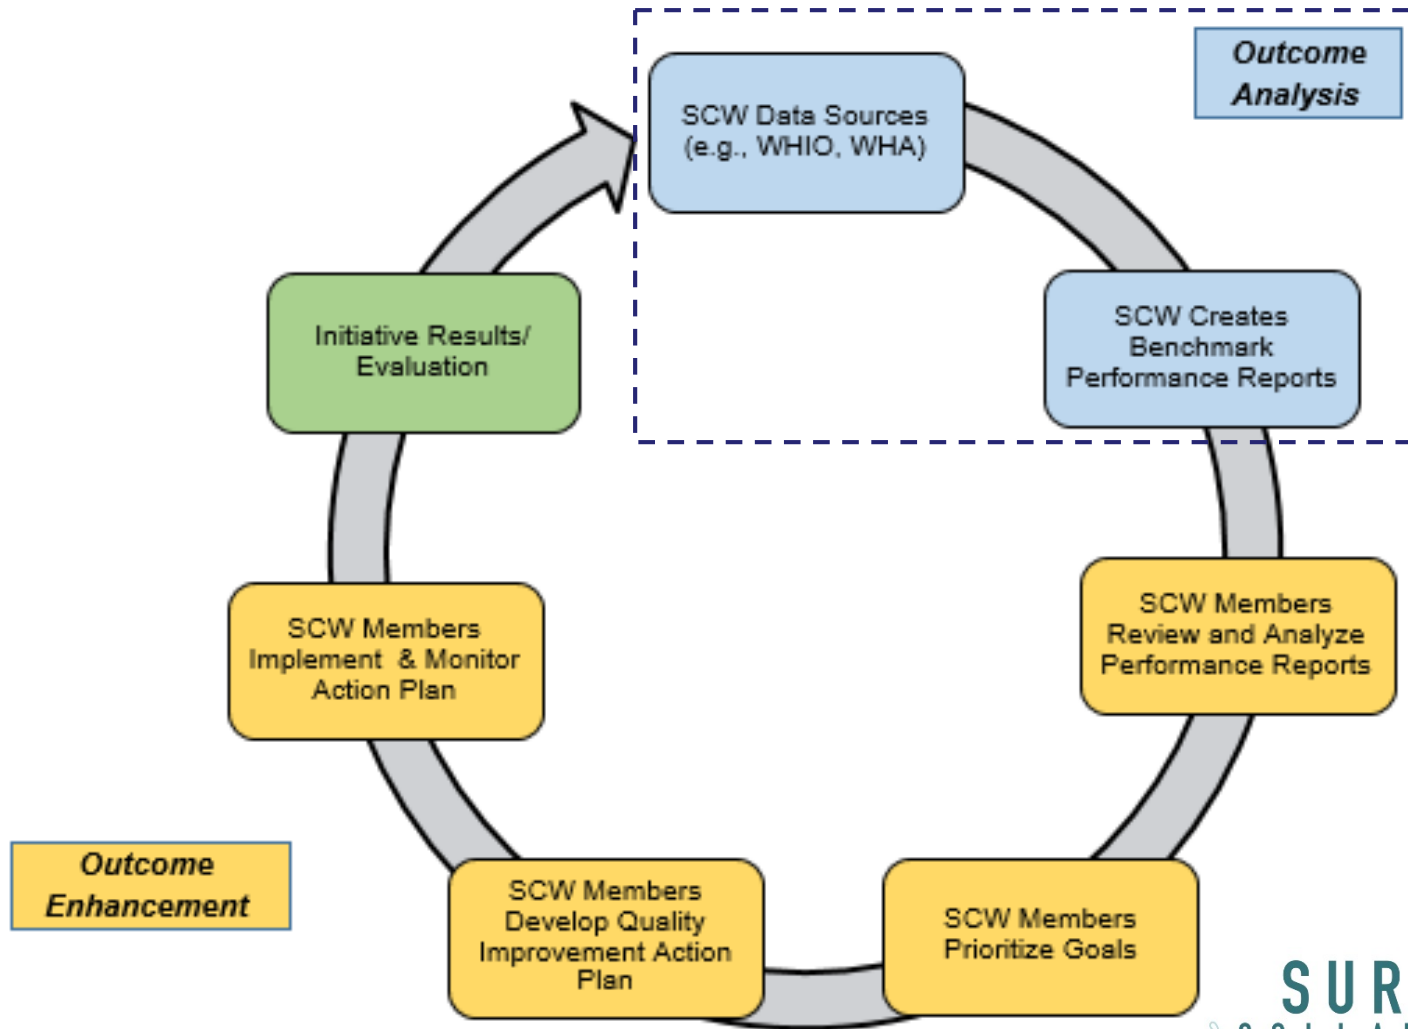 Outcome
Analysis
SCW Data Sources
(e.g., WHIO, WHA)
SCW Creates
Benchmark
Performance Reports
Initiative Results/
Evaluation
SCW Members
Review and Analyze
Performance Reports
SCW Members
Implement & Monitor
Action Plan
Outcome
Enhancement
SCW Members
Develop Quality
Improvement Action
Plan
SCW Members
Prioritize Goals
SUR